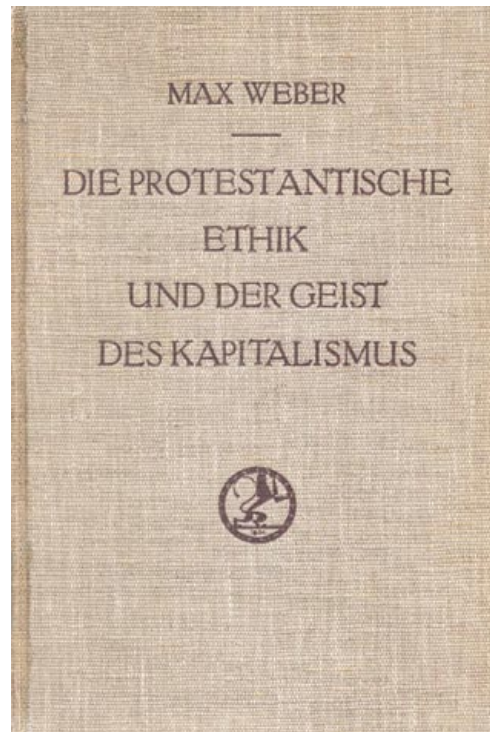 MAX WEBER
DIE PROTESTANTISCHE
ETHIK
UND DER GEIST
DES KAPITALISMUS